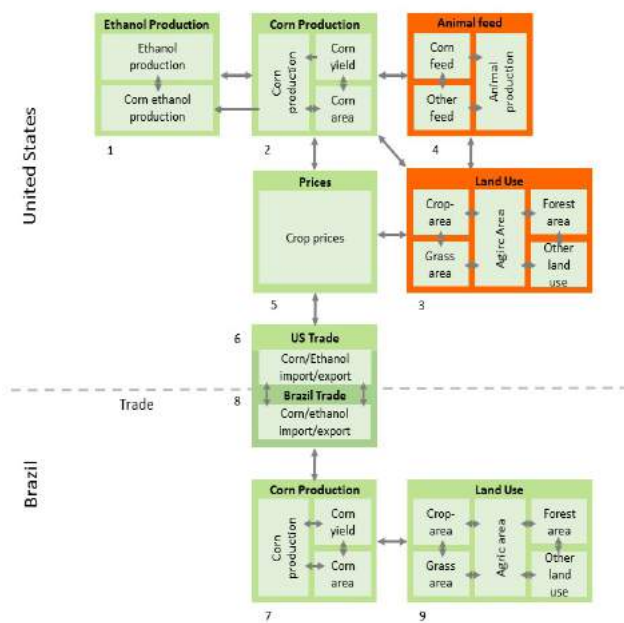 Ethanol Production
Ethanol
production
Corn ethanol
production
1
Corn Production
Corn
production
Corn
yield
Corn
area
2
Animal feed
Corn
feed
Other
feed
Animal
production
4
United States
Prices
Crop prices
5
Land Use
Crop-
area
Grass
area
Agirc Area
Forest
area
Other
land
use
3
6
US Trade
Corn/Ethanol
import/export
Trade
8
Brazil Trade
Corn/ethanol
import/export
Brazil
Corn Production
Corn
production
Corn
yield
Corn
area
7
Land Use
Crop-
area
Grass
area
Agric area
Forest
area
Other
land
use
9